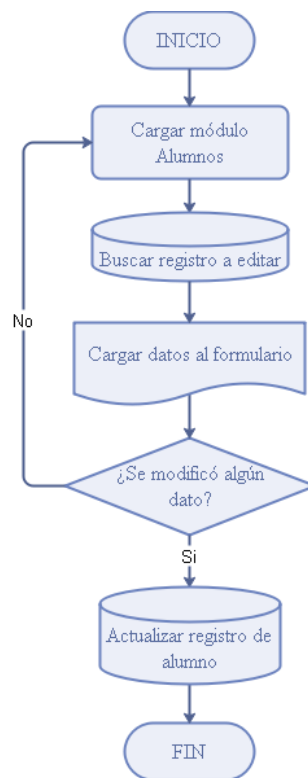 INICIO
Cargar módulo
Alumnos
Buscar registro a editar
Cargar datos al formulario
No
¿Se modificó algún
dato?
Si
Actualizar registro de
alumno
FIN